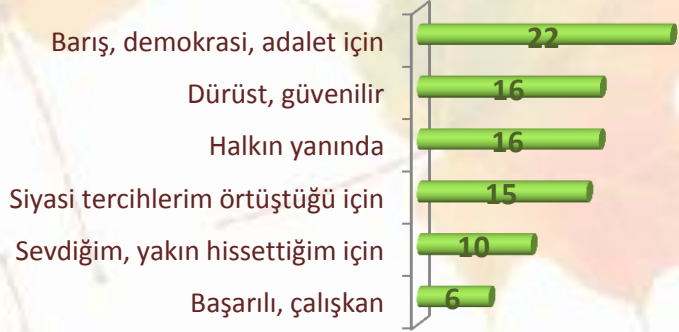 Barış, demokrasi, adalet için 22
Dürüst, güvenilir 16
Halkın yanında 16
Siyasi tercihlerim örtüştüğü için 15
Sevdiğim, yakın hissettiğim için 10
Başarılı, çalışkan 6